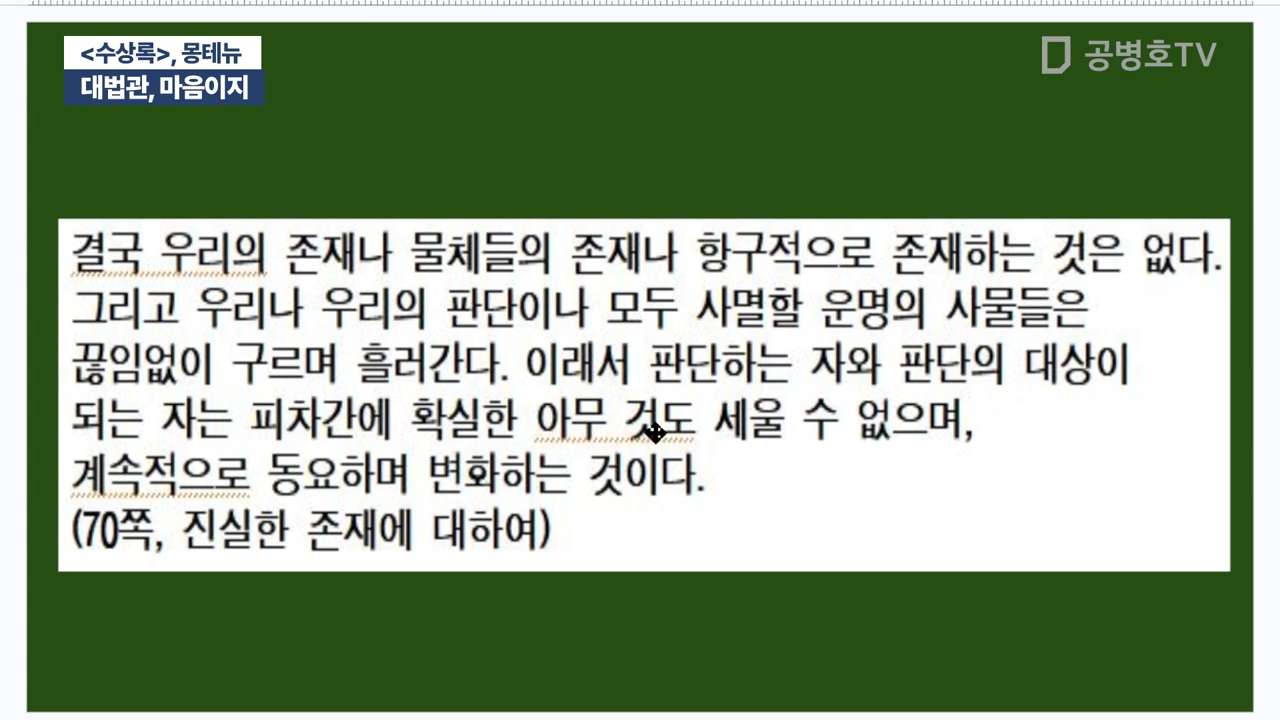 <수상록>, 몽테뉴
대법관, 마음이지
공병호TV
결국 우리의 존재나 물체들의 존재나 항구적으로 존재하는 것은 없다.
그리고 우리나 우리의 판단이나 모두 사멸할 운명의 사물들은
끊임없이 구르며 흘러간다. 이래서 판단하는 자와 판단의 대상이
되는 자는 피차간에 확실한 아무 것도 세울 수 없으며,
계속적으로 동요하며 변화하는 것이다.
(70쪽, 진실한 존재에 대하여)